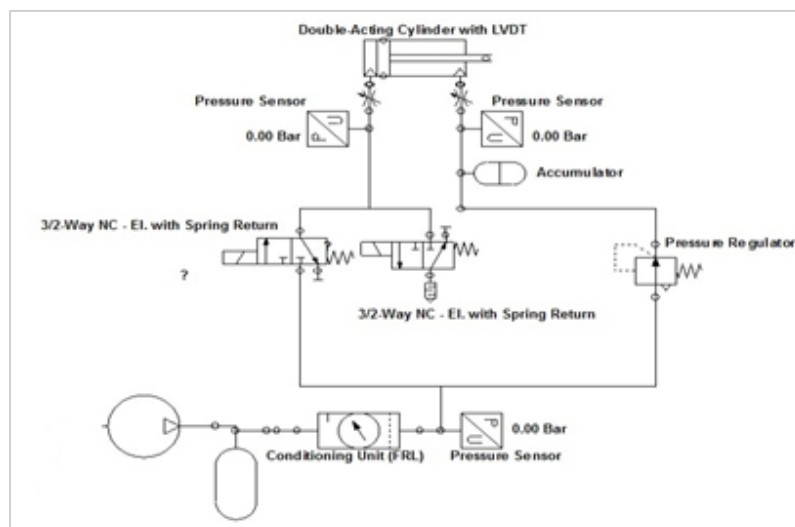 Double-Acting Cylinder with LVDT
Pressure Sensor
Pressure Sensor
0.00 Bar
P U
P U
0.00 Bar
Accumulator
3/2-Way NC - El. with Spring Return
Pressure Regulator
?
3/2-Way NC - El. with Spring Return
P U
0.00 Bar
Conditioning Unit (FRL)
Pressure Sensor